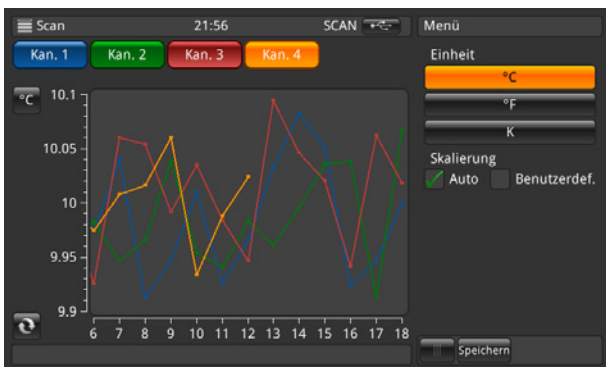 Scan 21:56 SCAN
Menü
Kan. 1 Kan. 2 Kan. 3 Kan. 4
Einheit
°C
°F
K
Skalierung
Auto Benutzerdef.
°C
10.1
10.05
10
9.95
9.9
6 7 8 9 10 11 12 13 14 15 16 17 18
Speichern